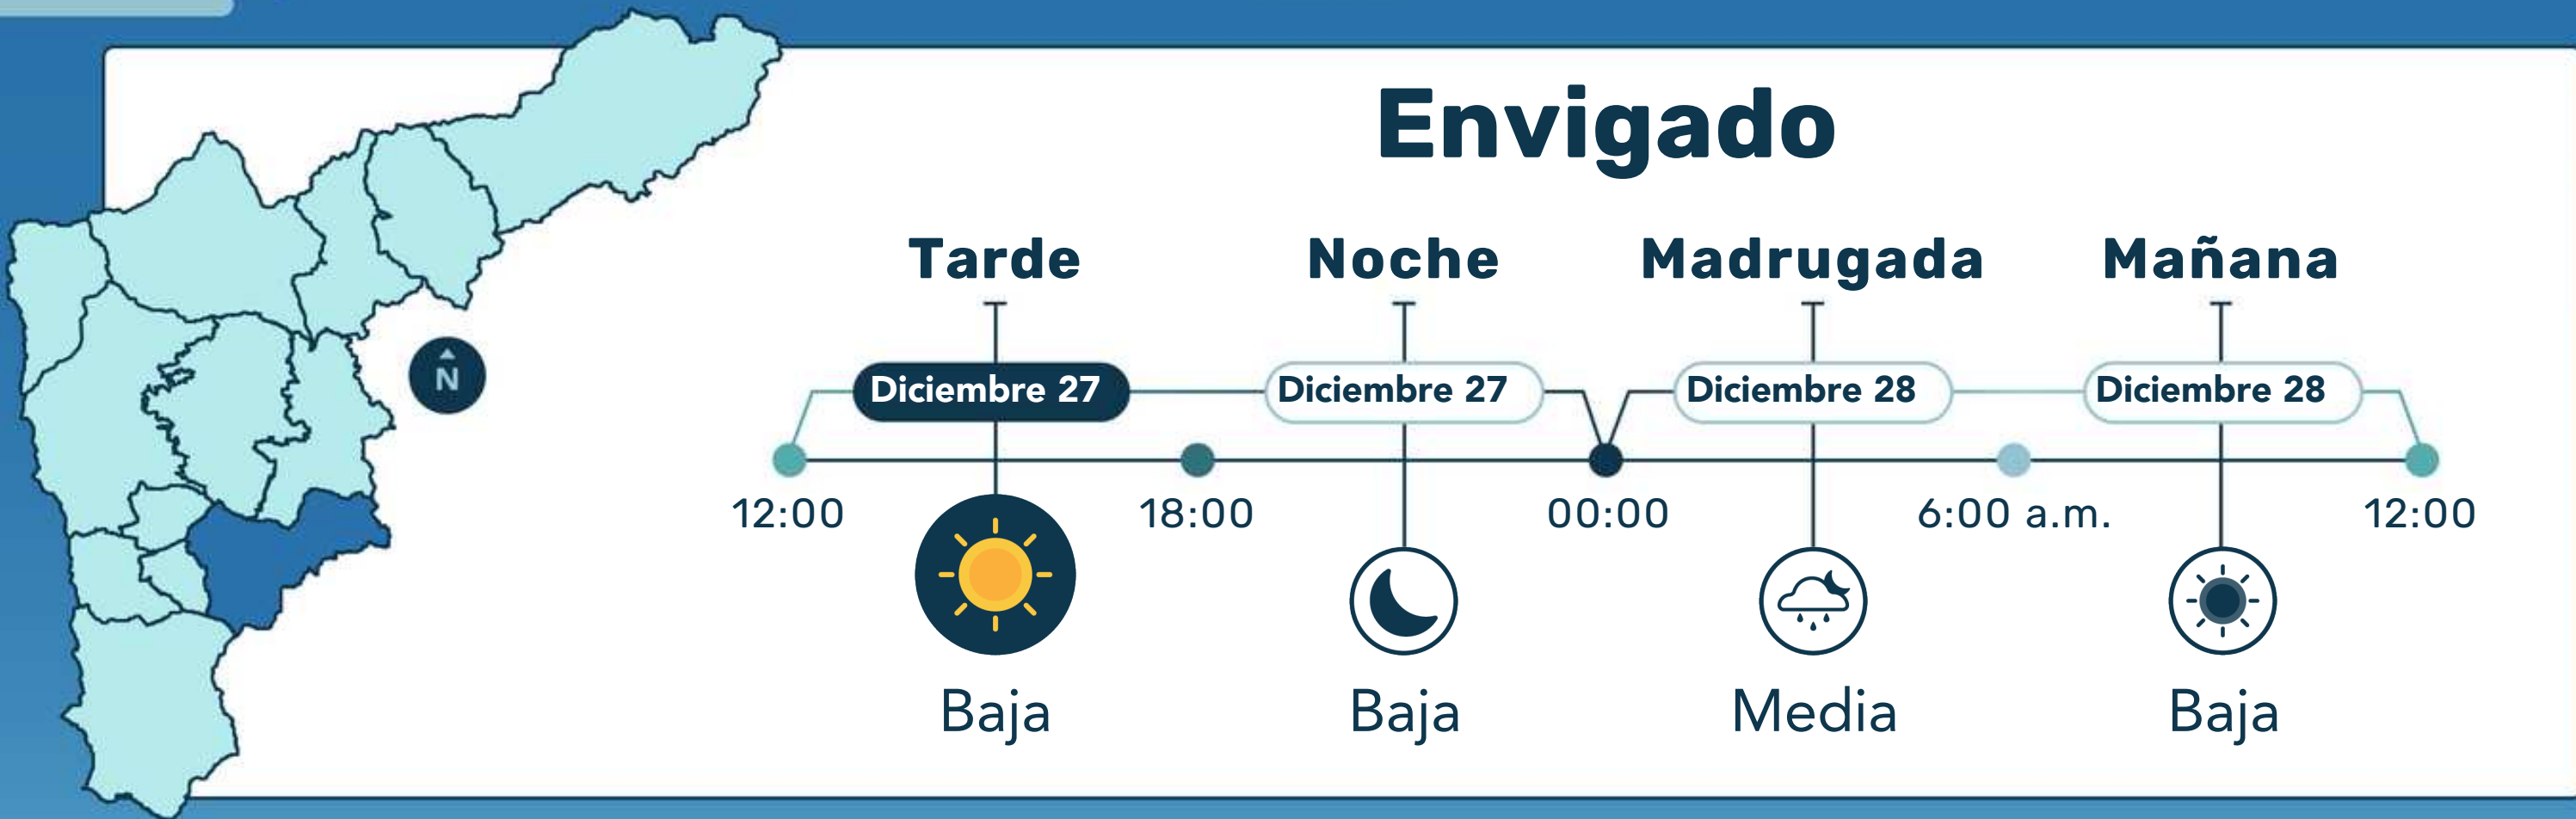 Envigado
Tarde Noche Madrugada Mañana
Diciembre 27 Diciembre 27 Diciembre 28 Diciembre 28
N
12:00 18:00 00:00 6:00 a.m. 12:00
Baja Baja Media Baja